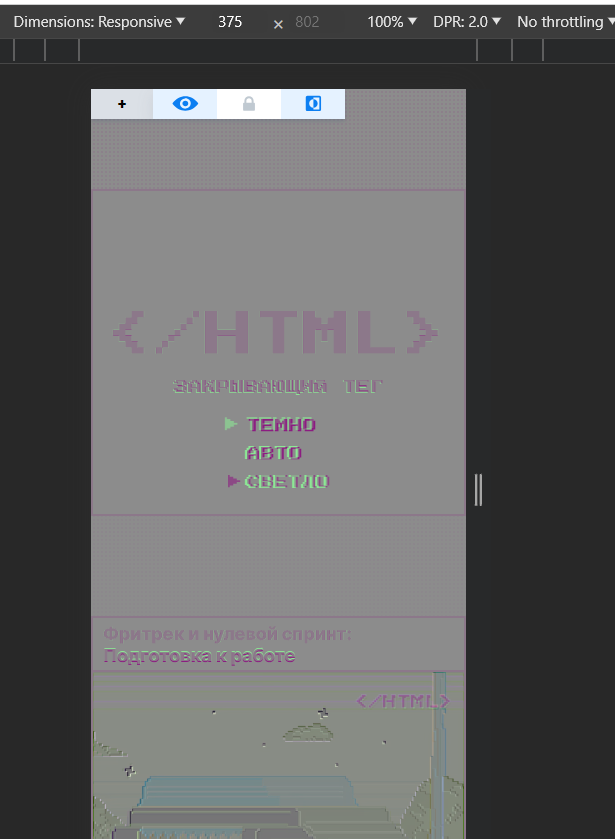 Dimensions: Responsive ▼ 375 × 802 100% ▼ DPR: 2.0 ▼ No throttling ▼
+
</HTML>
ЗАКРЫВАЮЩИЙ ТЕГ
▶ ТЕМНО
АВТО
▶ СВЕТЛО
Фритрек и нулевой спринт:
Подготовка к работе
</HTML>